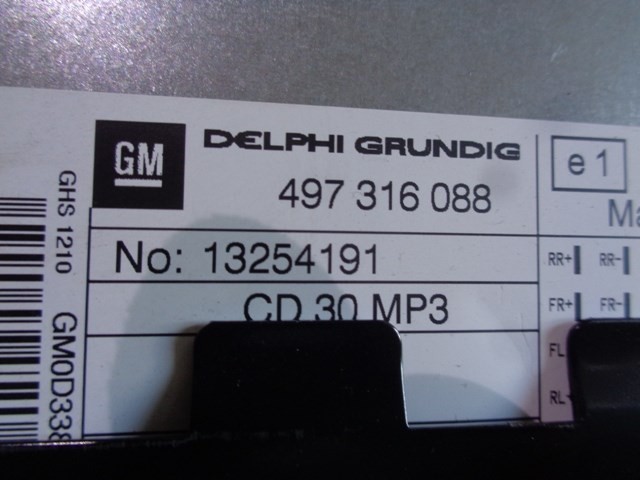 GM
DELPHI GRUNDIG
497 316 088
e 1
No: 13254191
CD 30 MP3
RR+ RR-
FR+ FR-
FL
RL
GHS 1210
GM0D338